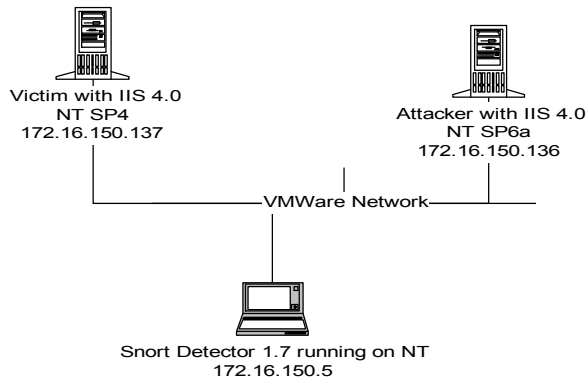 Victim with IIS 4.0
NT SP4
172.16.150.137
Attacker with IIS 4.0
NT SP6a
172.16.150.136
VMWare Network
Snort Detector 1.7 running on NT
172.16.150.5